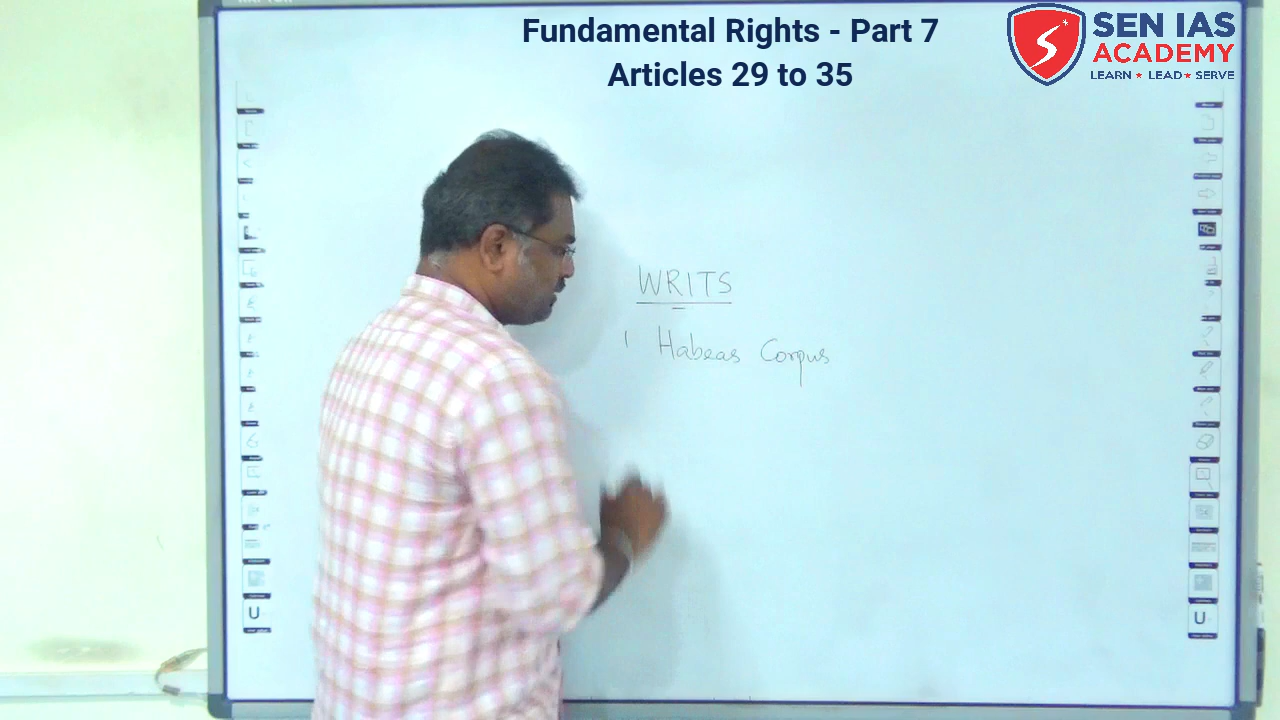 Fundamental Rights - Part 7
Articles 29 to 35
SEN IAS
ACADEMY
LEARN ★ LEAD ★ SERVE
WRITS
1 Habeas Corpus
U
U